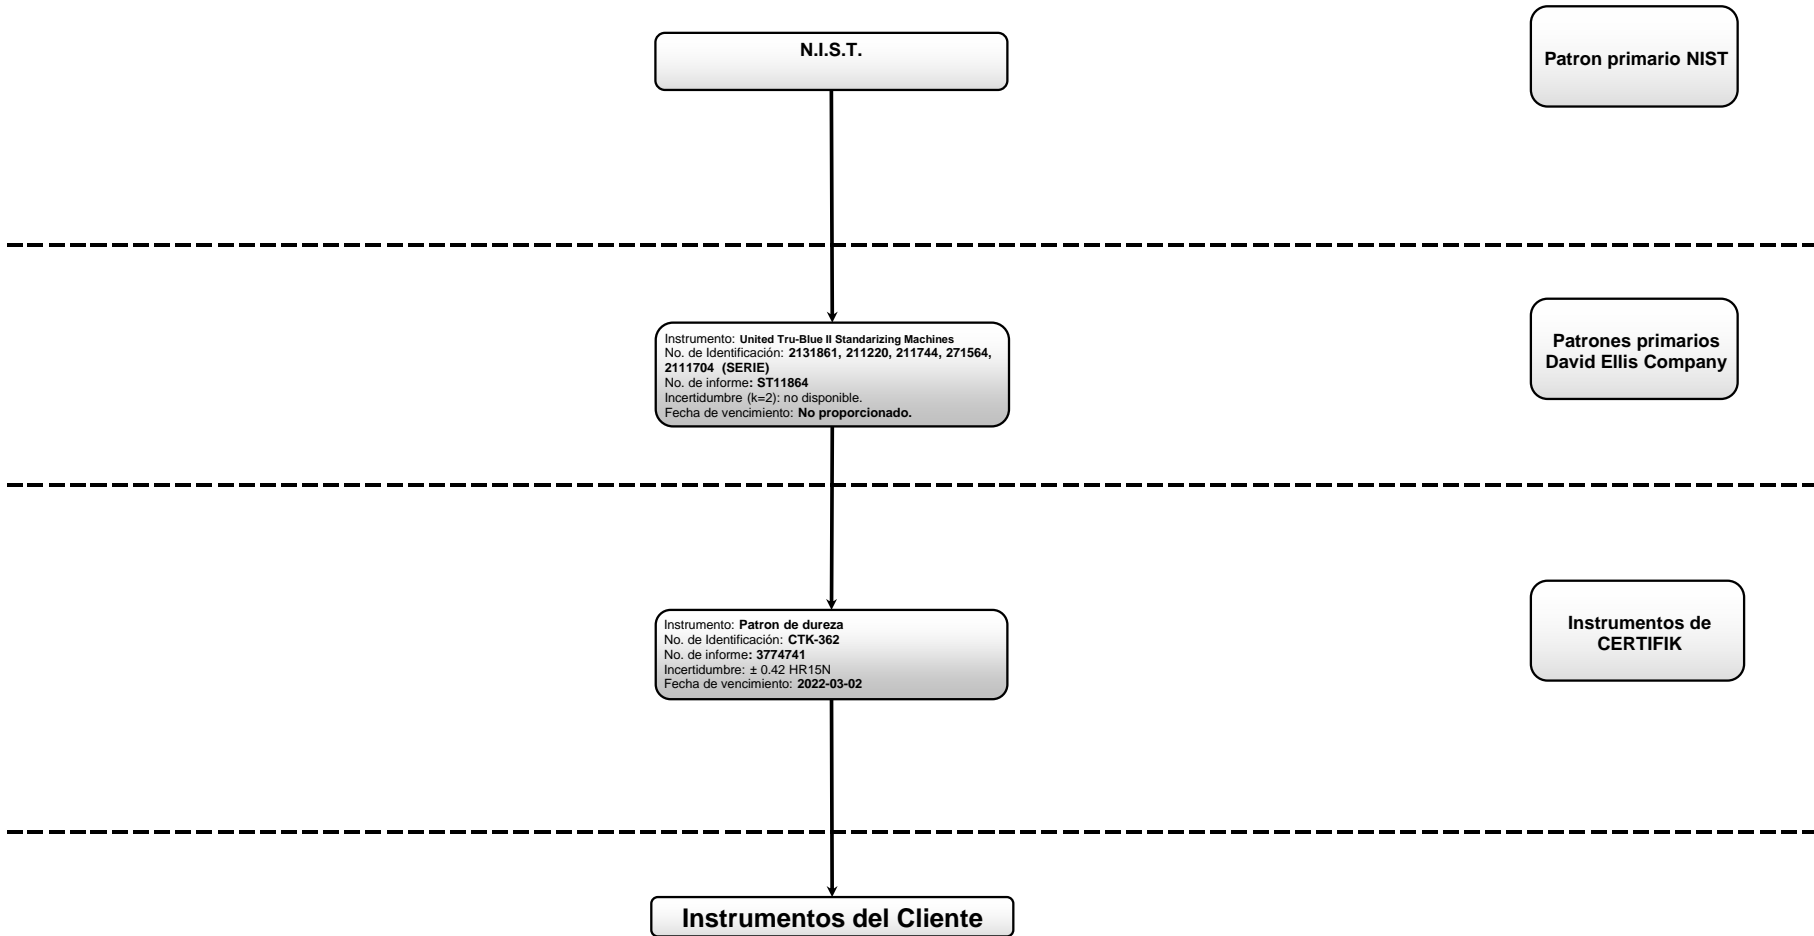 N.I.S.T.
Patron primario NIST
Instrumento: United Tru-Blue II Standarizing Machines
No. de Identificación: 2131861, 211220, 211744, 271564,
2111704 (SERIE)
No. de informe: ST11864
Incertidumbre (k=2): no disponible.
Fecha de vencimiento: No proporcionado.
Patrones primarios
David Ellis Company
Instrumento: Patron de dureza
No. de Identificación: CTK-362
No. de informe: 3774741
Incertidumbre: ± 0.42 HR15N
Fecha de vencimiento: 2022-03-02
Instrumentos de
CERTIFIK
Instrumentos del Cliente